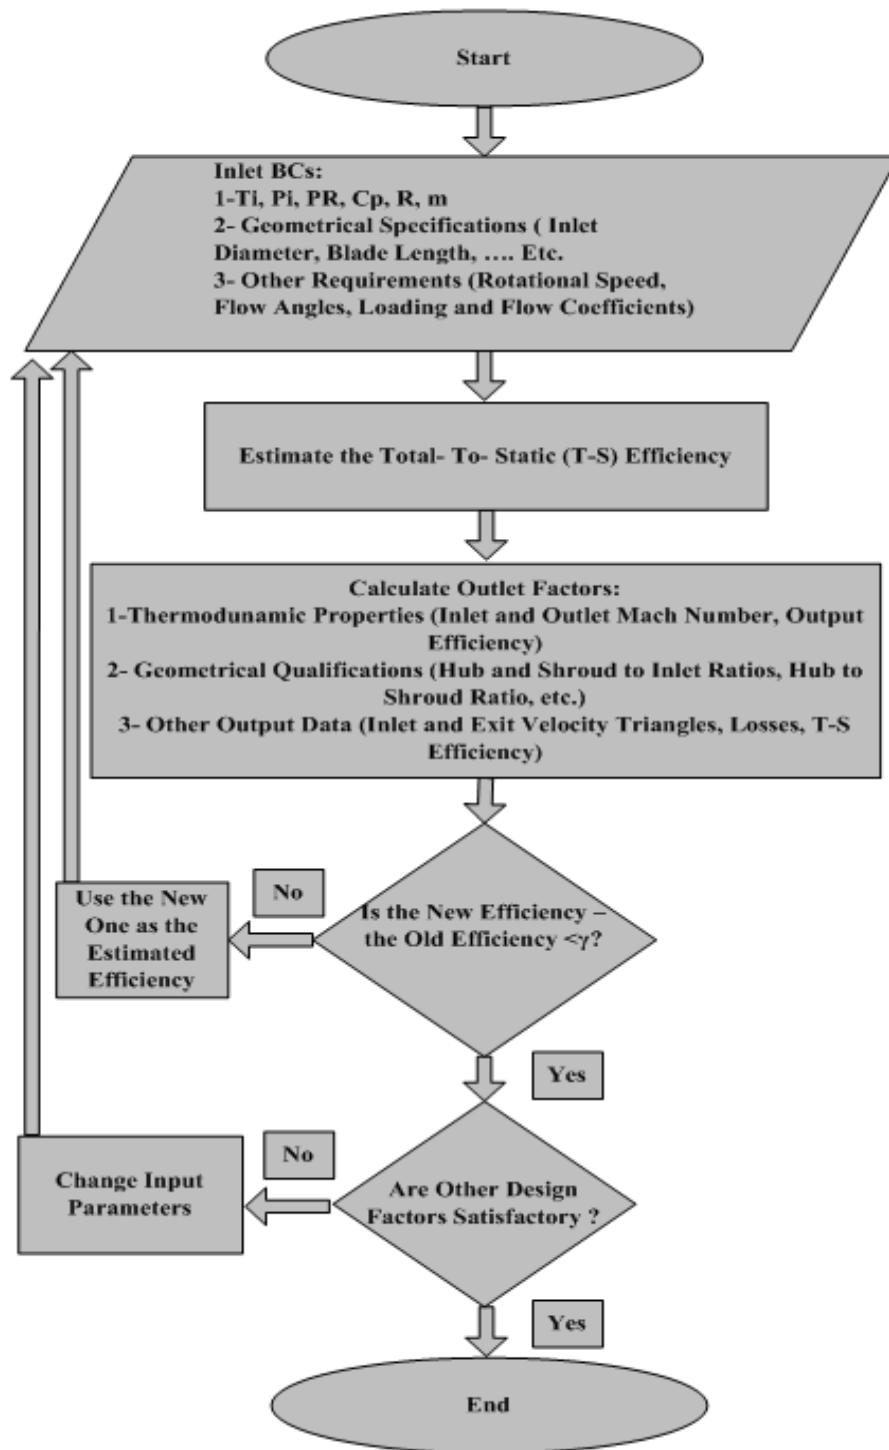 Start
Inlet BCs:
1-Ti, Pi, PR, Cp, R, m
2- Geometrical Specifications ( Inlet
Diameter, Blade Length, …. Etc.
3- Other Requirements (Rotational Speed,
Flow Angles, Loading and Flow Coefficients)
Estimate the Total- To- Static (T-S) Efficiency
Calculate Outlet Factors:
1-Thermodunamic Properties (Inlet and Outlet Mach Number, Output
Efficiency)
2- Geometrical Qualifications (Hub and Shroud to Inlet Ratios, Hub to
Shroud Ratio, etc.)
3- Other Output Data (Inlet and Exit Velocity Triangles, Losses, T-S
Efficiency)
Is the New Efficiency –
the Old Efficiency <γ?
No
Use the New
One as the
Estimated
Efficiency
Yes
Are Other Design
Factors Satisfactory ?
No
Change Input
Parameters
Yes
End